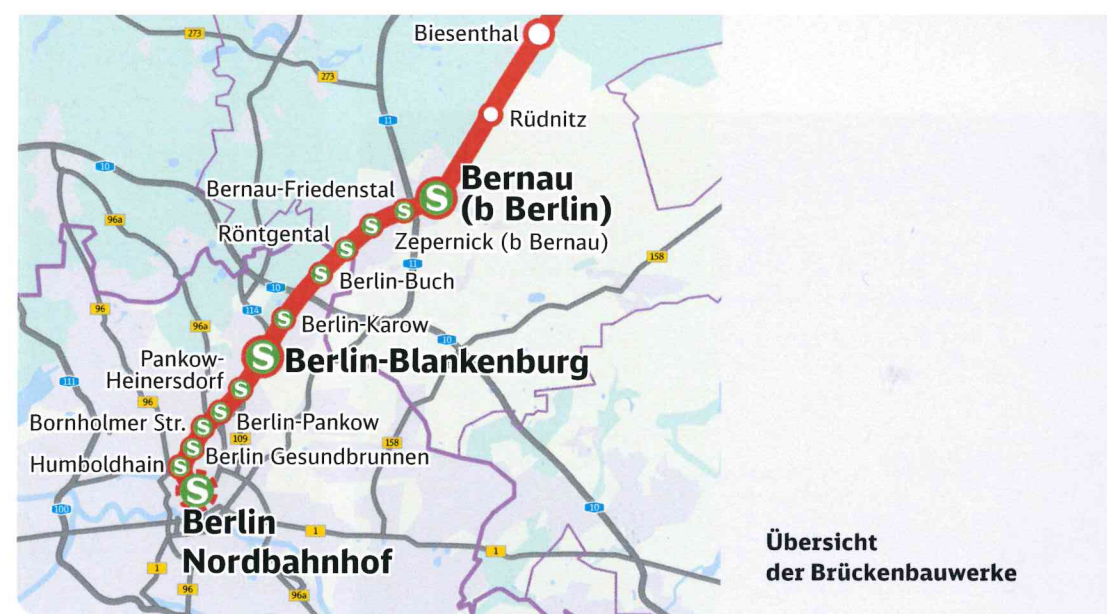 Biesenthal
273
273
Rüdnitz
11
10
Bernau
(b Berlin)
Bernau-Friedenstal
96a
Röntgental
Zepernick (b Bernau)
158
11
Berlin-Buch
10
96
114
96a
Berlin-Karow
10
Pankow-
Heinersdorf
Berlin-Blankenburg
111
96
Bornholmer Str.
Berlin-Pankow
109
158
Humboldhain
Berlin Gesundbrunnen
S
S
S
S
S
S
S
S
S
S
S
S
S
100
10
Berlin
Nordbahnhof
1
1
1
96
96a
Übersicht
der Brückenbauwerke